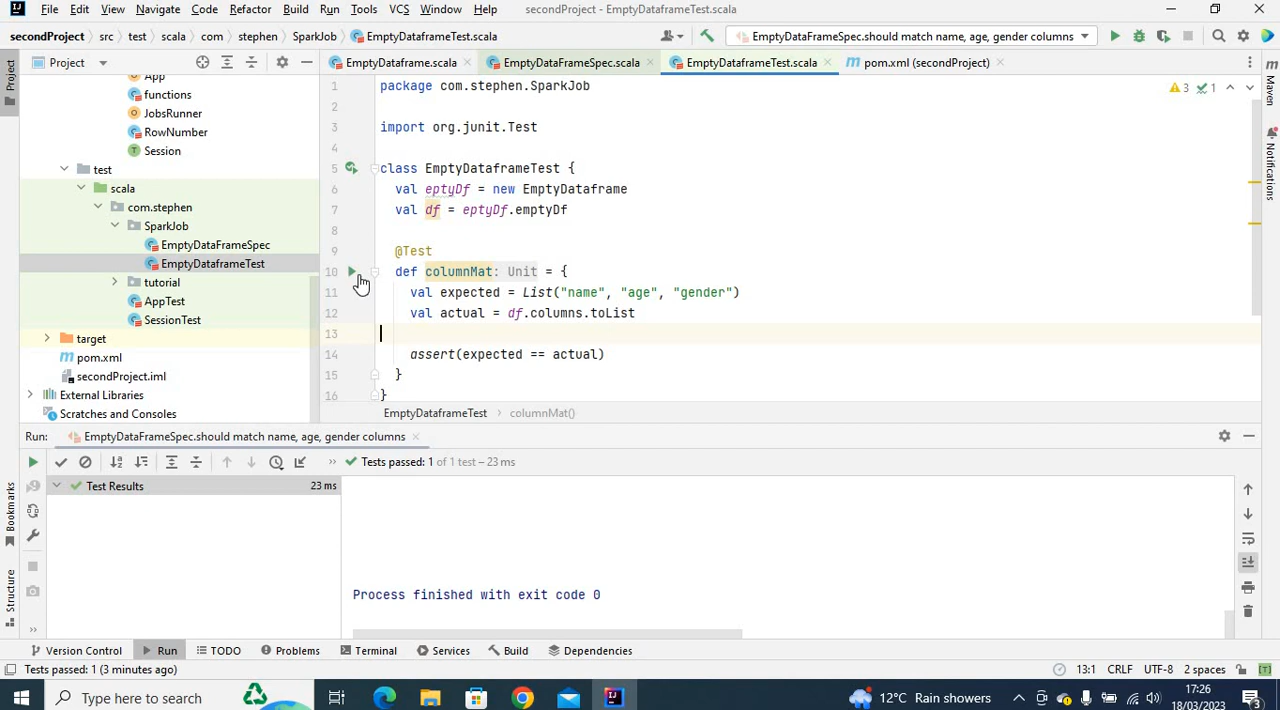 File Edit View Navigate Code Refactor Build Run Tools VCS Window Help secondProject - EmptyDataframeTest.scala
secondProject › src › test › scala › com › stephen › SparkJob › EmptyDataframeTest.scala EmptyDataFrameSpec.should match name, age, gender columns
Project Dataframe.scala EmptyDataFrameSpec.scala EmptyDataframeTest.scala pom.xml (secondProject)
Project
Maven
Notifications
Bookmarks
Structure
App
functions
JobsRunner
RowNumber
Session
test
scala
com.stephen
SparkJob
EmptyDataFrameSpec
EmptyDataframeTest
tutorial
AppTest
SessionTest
target
pom.xml
secondProject.iml
External Libraries
Scratches and Consoles
3 1
1 package com.stephen.SparkJob
2
3 import org.junit.Test
4
5 class EmptyDataframeTest {
6 val eptyDf = new EmptyDataframe
7 val df = eptyDf.emptyDf
8
9 @Test
10 def columnMat: Unit = {
11 val expected = List("name", "age", "gender")
12 val actual = df.columns.toList
13
14 assert(expected == actual)
15 }
16 }
EmptyDataframeTest › columnMat()
Run: EmptyDataFrameSpec.should match name, age, gender columns
Tests passed: 1 of 1 test – 23 ms
Test Results 23 ms
Process finished with exit code 0
Version Control Run TODO Problems Terminal Services Build Dependencies
Tests passed: 1 (3 minutes ago) 13:1 CRLF UTF-8 2 spaces
Type here to search 12°C Rain showers 17:26
18/03/2023 3